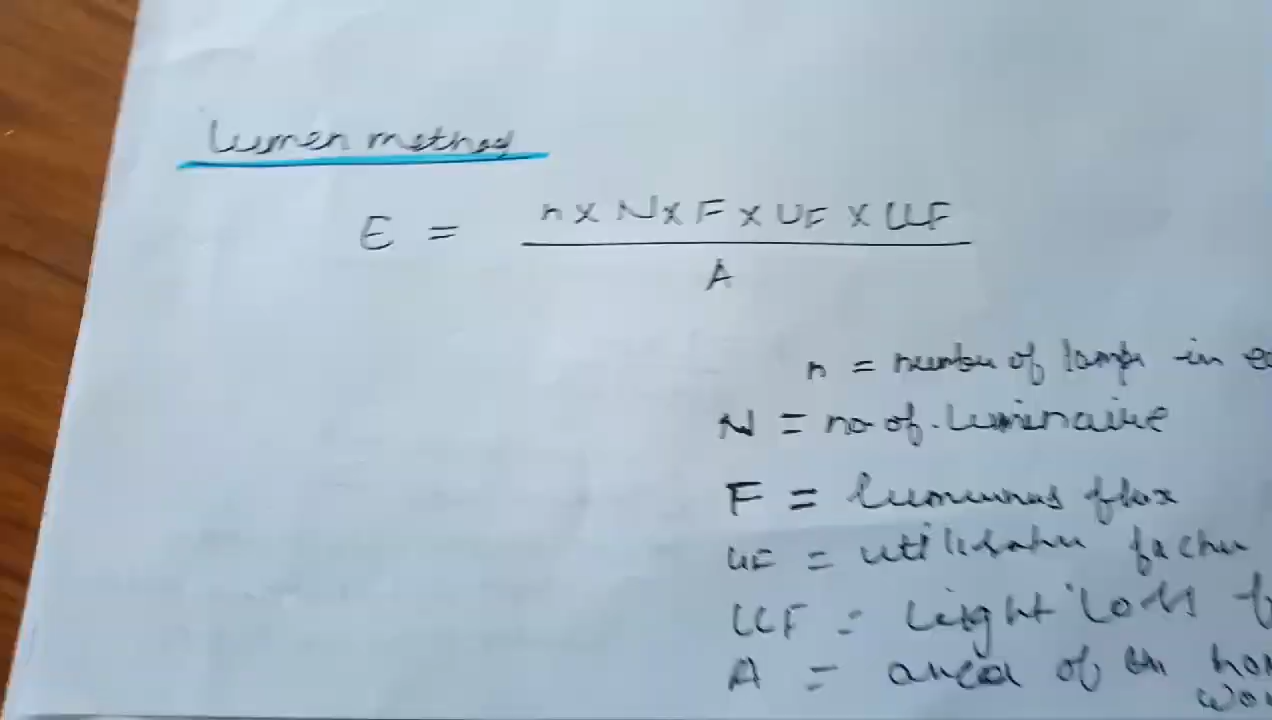 Lumen method
E = n x N x F x UF x LLF
A
n = number of lamps in
N = no of. Luminaire
F = luminus flux
UF = utilisation factor
LLF = Light Loss
A = area of the